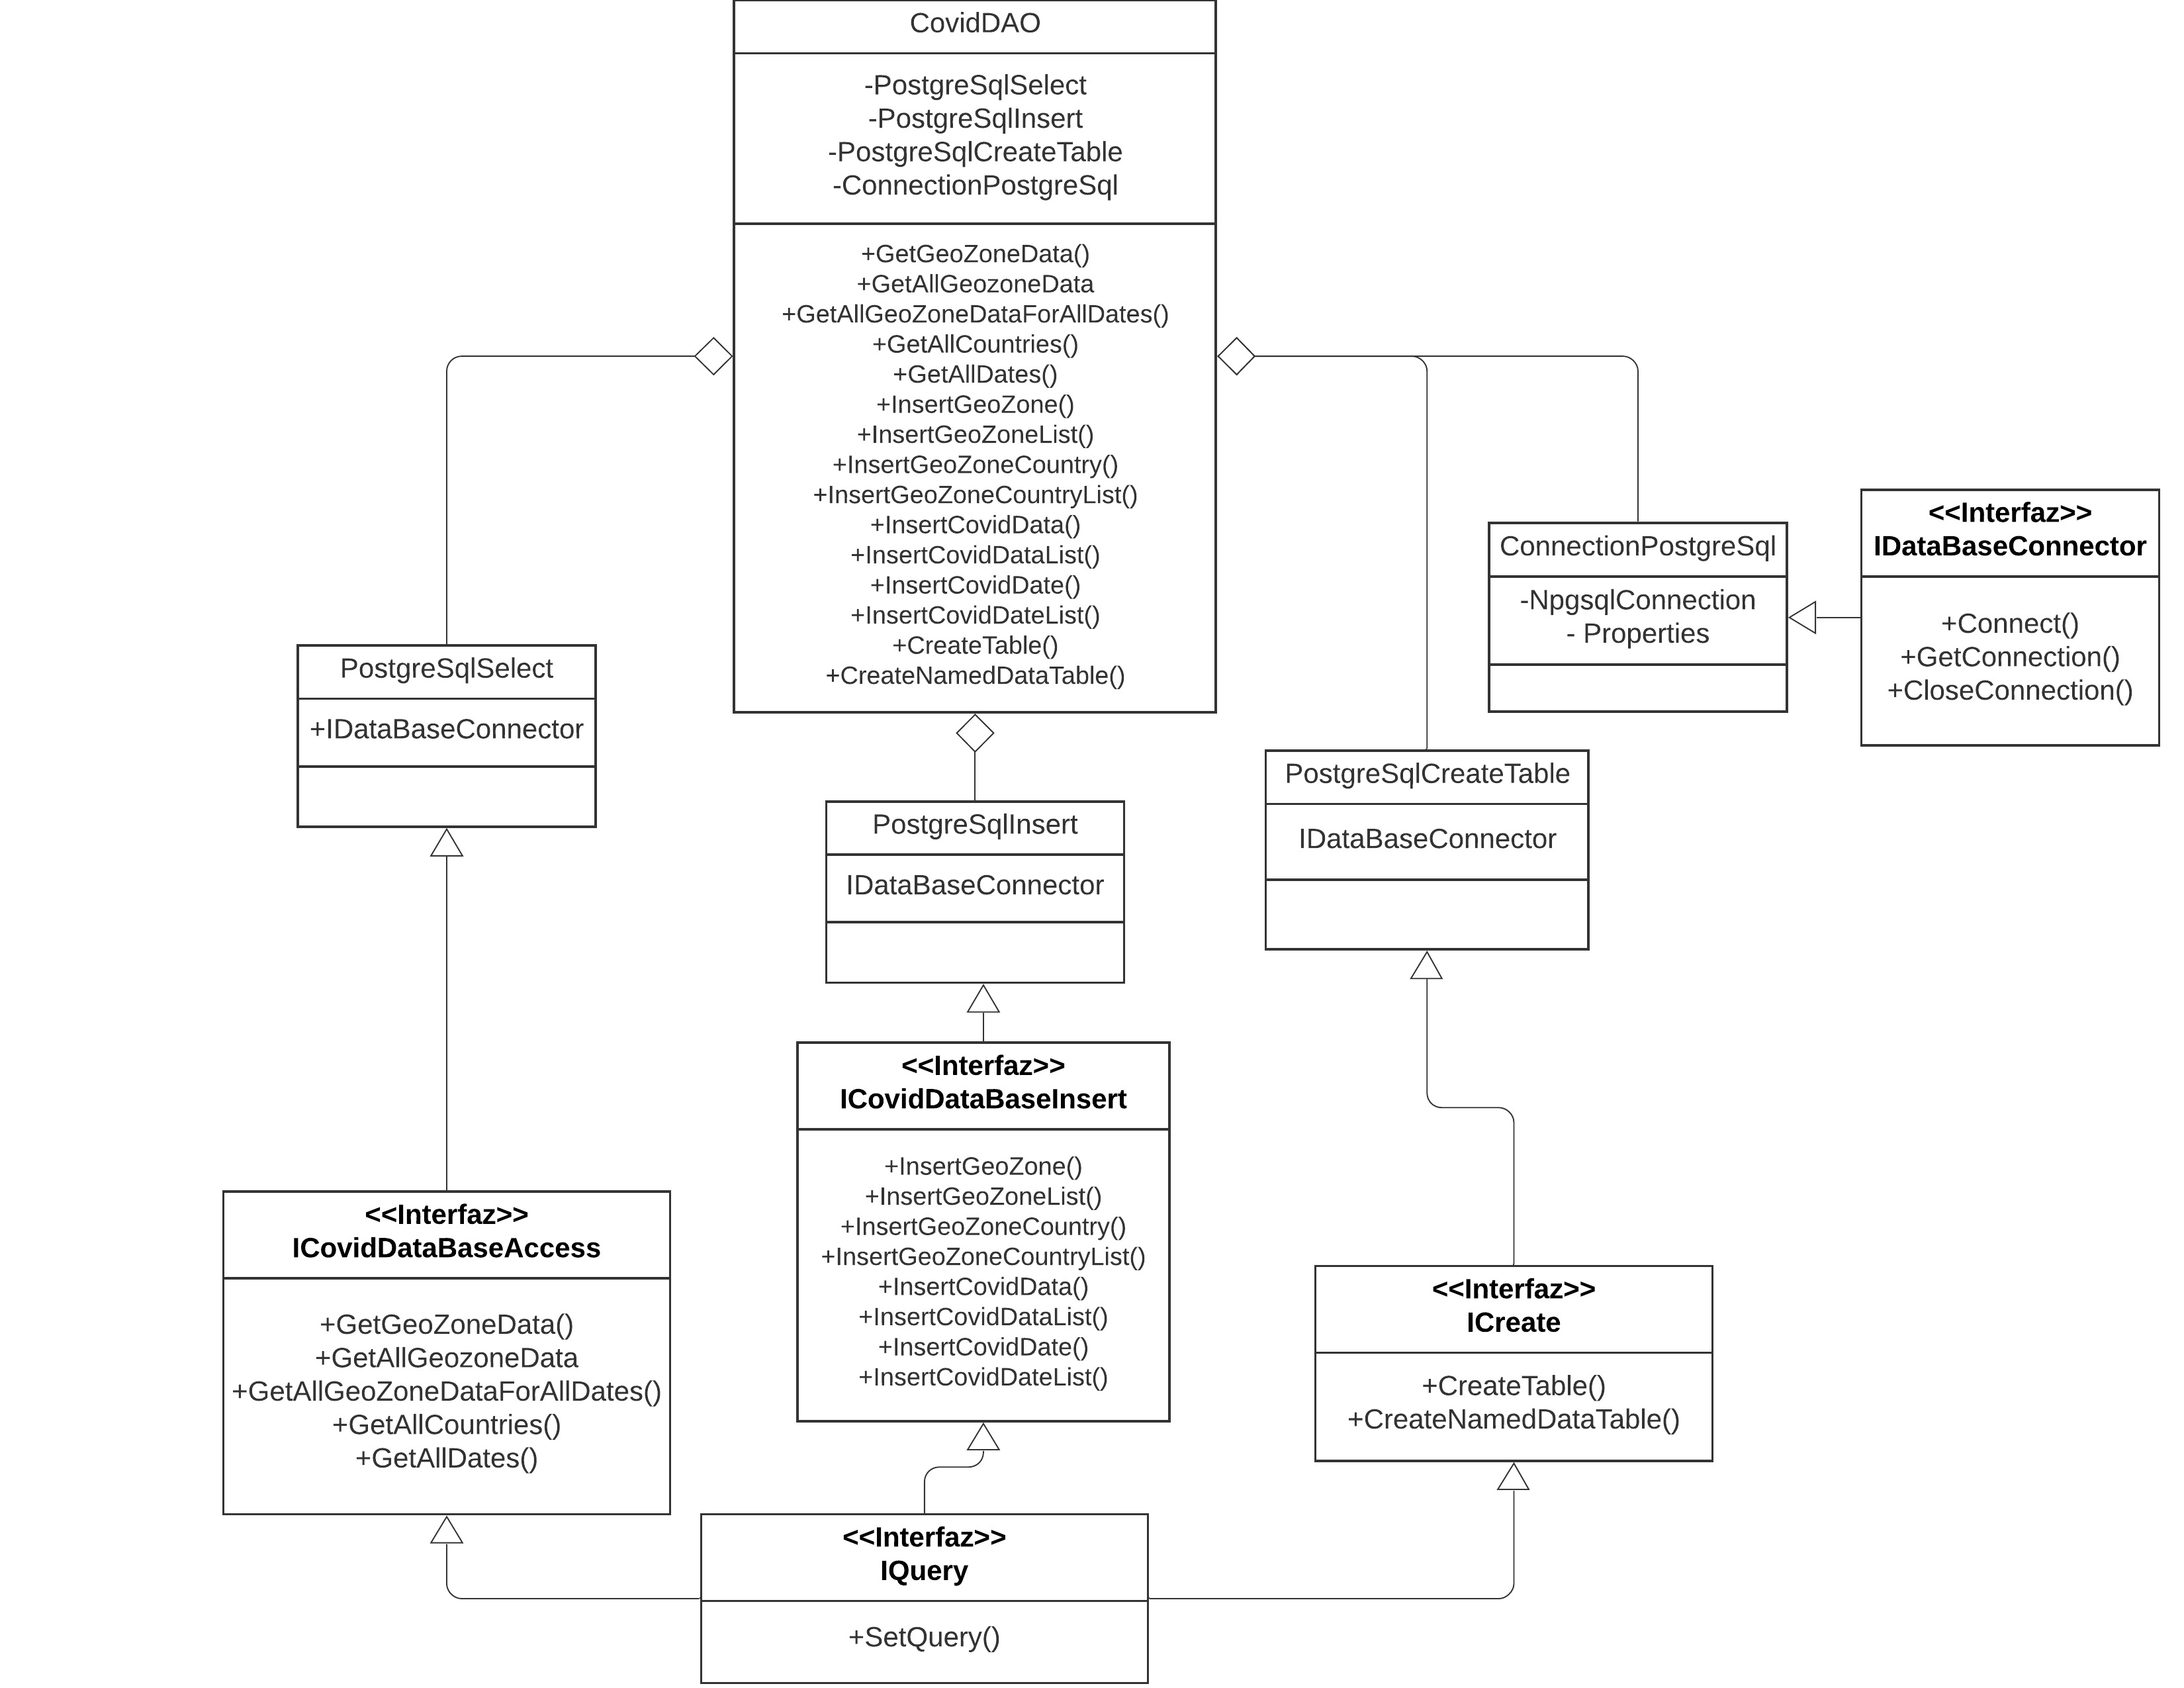 CovidDAO
-PostgreSqlSelect
-PostgreSqlInsert
-PostgreSqlCreateTable
-ConnectionPostgreSql
+GetGeoZoneData()
+GetAllGeozoneData
+GetAllGeoZoneDataForAllDates()
+GetAllCountries()
+GetAllDates()
+InsertGeoZone()
+InsertGeoZoneList()
+InsertGeoZoneCountry()
+InsertGeoZoneCountryList()
+InsertCovidData()
+InsertCovidDataList()
+InsertCovidDate()
+InsertCovidDateList()
+CreateTable()
+CreateNamedDataTable()
<<Interfaz>>
IDataBaseConnector
+Connect()
+GetConnection()
+CloseConnection()
ConnectionPostgreSql
-NpgsqlConnection
- Properties
PostgreSqlSelect
+IDataBaseConnector
PostgreSqlInsert
IDataBaseConnector
PostgreSqlCreateTable
IDataBaseConnector
<<Interfaz>>
ICovidDataBaseInsert
+InsertGeoZone()
+InsertGeoZoneList()
+InsertGeoZoneCountry()
+InsertGeoZoneCountryList()
+InsertCovidData()
+InsertCovidDataList()
+InsertCovidDate()
+InsertCovidDateList()
<<Interfaz>>
ICovidDataBaseAccess
+GetGeoZoneData()
+GetAllGeozoneData
+GetAllGeoZoneDataForAllDates()
+GetAllCountries()
+GetAllDates()
<<Interfaz>>
ICreate
+CreateTable()
+CreateNamedDataTable()
<<Interfaz>>
IQuery
+SetQuery()